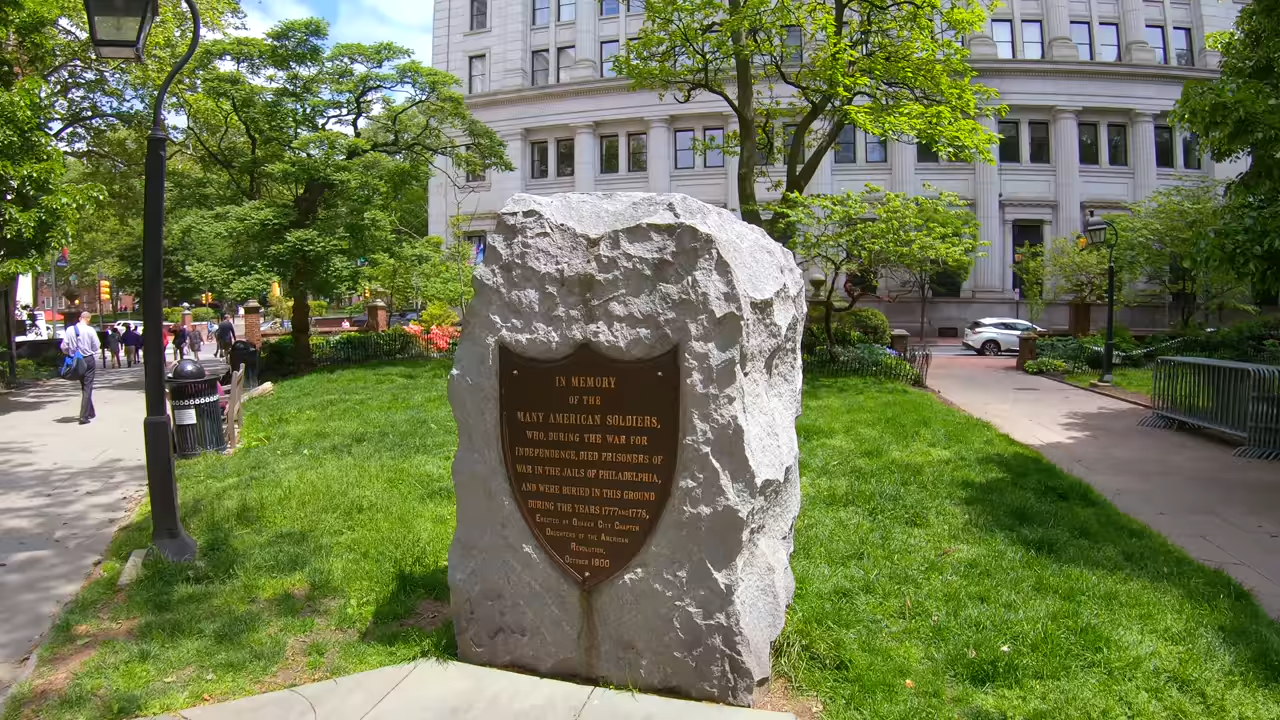 IN MEMORY
OF THE
MANY AMERICAN SOLDIERS,
WHO, DURING THE WAR FOR
INDEPENDENCE, DIED PRISONERS OF
WAR IN THE JAILS OF PHILADELPHIA,
AND WERE BURIED IN THIS GROUND
DURING THE YEARS 1777 AND 1778,
ERECTED BY QUAKER CITY CHAPTER
DAUGHTERS OF THE AMERICAN
REVOLUTION,
OCTOBER 1900